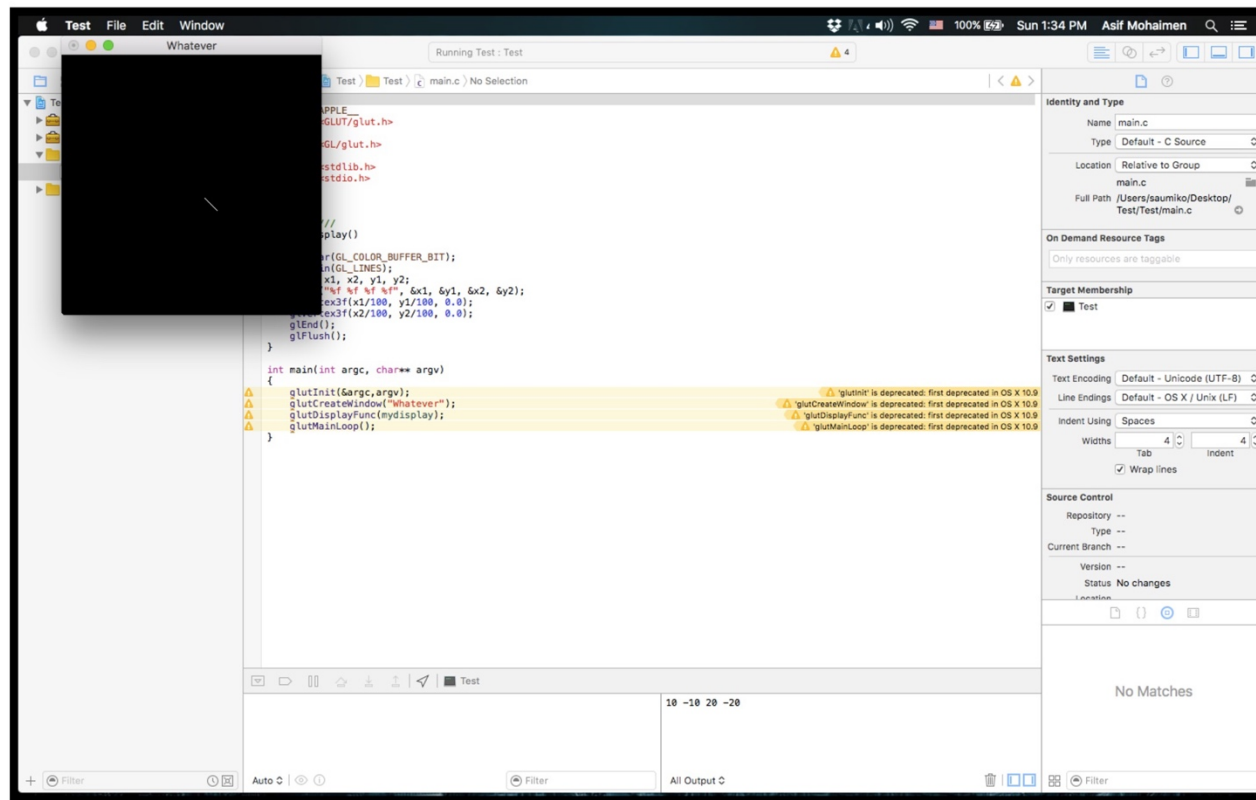 Test File Edit Window 100% Sun 1:34 PM Asif Mohaimen
Whatever
Running Test : Test
4
Test Test main.c No Selection
Te
APPLE__
<GLUT/glut.h>
<GL/glut.h>
<stdlib.h>
<stdio.h>
///
splay()
ar(GL_COLOR_BUFFER_BIT);
in(GL_LINES);
x1, x2, y1, y2;
"%f %f %f %f", &x1, &y1, &x2, &y2);
tex3f(x1/100, y1/100, 0.0);
tex3f(x2/100, y2/100, 0.0);
glEnd();
glFlush();
}
int main(int argc, char** argv)
{
glutInit(&argc,argv); 'glutInit' is deprecated: first deprecated in OS X 10.9
glutCreateWindow("Whatever"); 'glutCreateWindow' is deprecated: first deprecated in OS X 10.9
glutDisplayFunc(mydisplay); 'glutDisplayFunc' is deprecated: first deprecated in OS X 10.9
glutMainLoop(); 'glutMainLoop' is deprecated: first deprecated in OS X 10.9
}
Test
10 -10 20 -20
Filter
Auto
Filter
All Output
Identity and Type
Name main.c
Type Default - C Source
Location Relative to Group
main.c
Full Path /Users/saumiko/Desktop/
Test/Test/main.c
On Demand Resource Tags
Only resources are taggable
Target Membership
Test
Text Settings
Text Encoding Default - Unicode (UTF-8)
Line Endings Default - OS X / Unix (LF)
Indent Using Spaces
Widths 4 4
Tab Indent
Wrap lines
Source Control
Repository --
Type --
Current Branch --
Version --
Status No changes
Location
No Matches
Filter